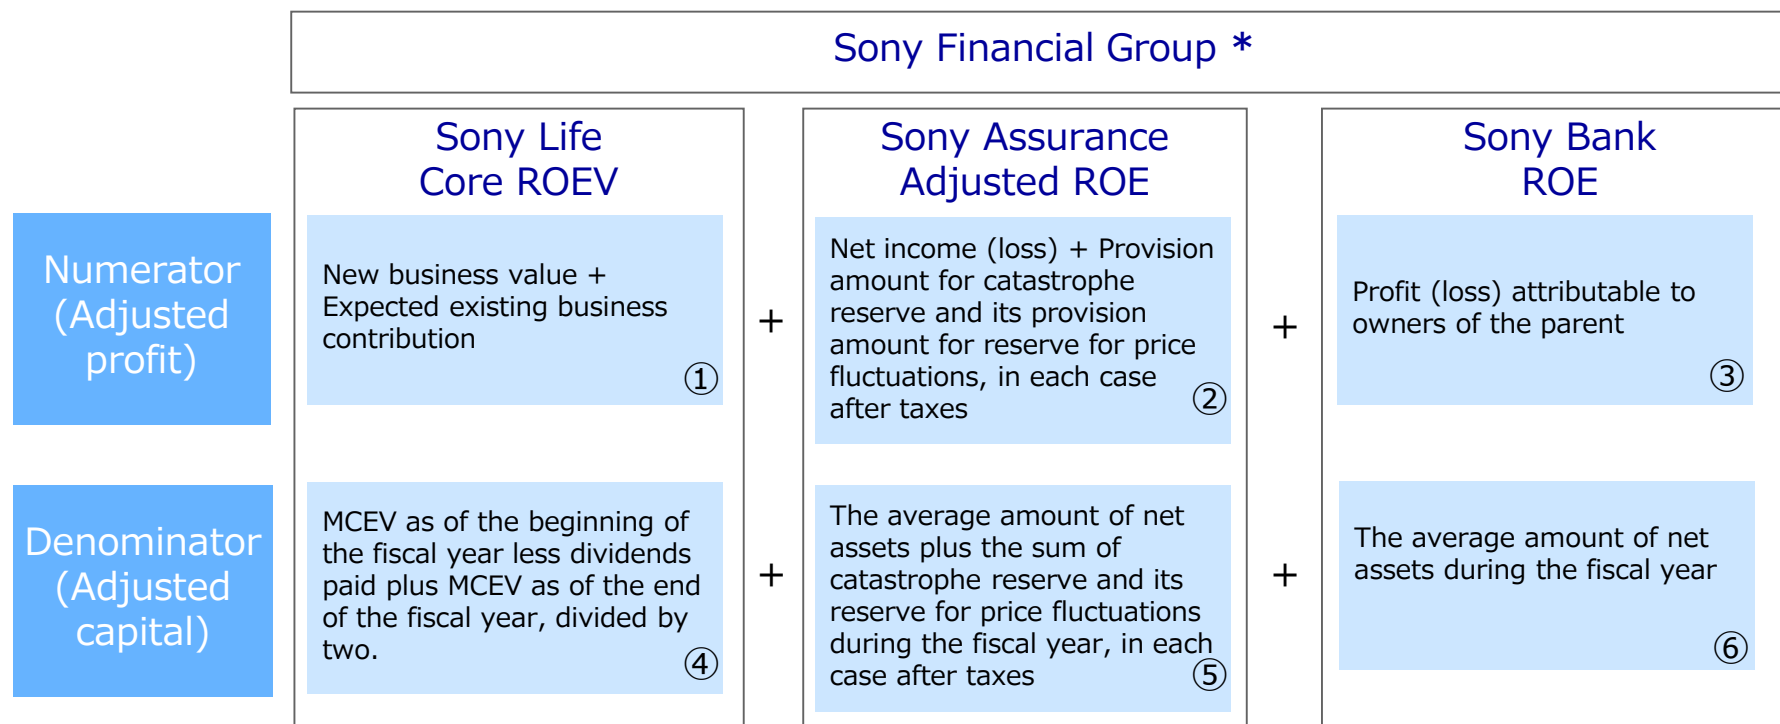 Sony Financial Group *
Sony Life
Core ROEV
Sony Assurance
Adjusted ROE
Sony Bank
ROE
Numerator
(Adjusted
profit)
New business value +
Expected existing business
contribution
①
+
Net income (loss) + Provision
amount for catastrophe
reserve and its provision
amount for reserve for price
fluctuations, in each case
after taxes
②
+
Profit (loss) attributable to
owners of the parent
③
Denominator
(Adjusted
capital)
MCEV as of the beginning of
the fiscal year less dividends
paid plus MCEV as of the end
of the fiscal year, divided by
two.
④
+
The average amount of net
assets plus the sum of
catastrophe reserve and its
reserve for price fluctuations
during the fiscal year, in each
case after taxes
⑤
+
The average amount of net
assets during the fiscal year
⑥